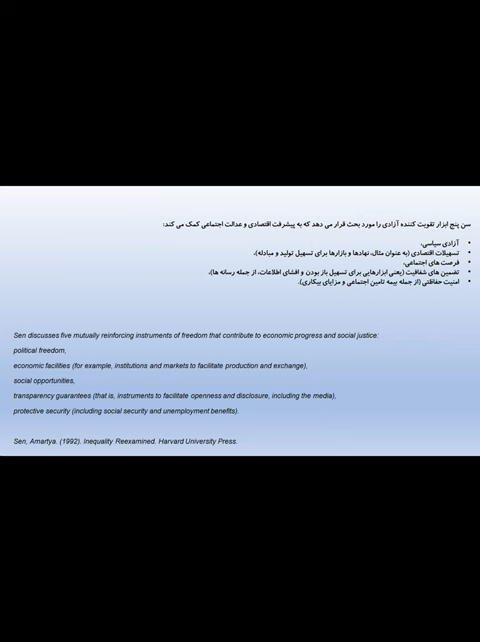 سن پنج ابزار تقویت کننده آزادی را مورد بحث قرار می دهد که به پیشرفت اقتصادی و عدالت اجتماعی کمک می کند:
• آزادی سیاسی،
• تسهیلات اقتصادی (به عنوان مثال، نهادها و بازارها برای تسهیل تولید و مبادله)،
• فرصت های اجتماعی،
• تضمین های شفافیت (یعنی ابزارهایی برای تسهیل باز بودن و افشای اطلاعات، از جمله رسانه ها)،
• امنیت حفاظتی (از جمله بیمه تامین اجتماعی و مزایای بیکاری).
Sen discusses five mutually reinforcing instruments of freedom that contribute to economic progress and social justice:
political freedom,
economic facilities (for example, institutions and markets to facilitate production and exchange),
social opportunities,
transparency guarantees (that is, instruments to facilitate openness and disclosure, including the media),
protective security (including social security and unemployment benefits).
Sen, Amartya. (1992). Inequality Reexamined. Harvard University Press.